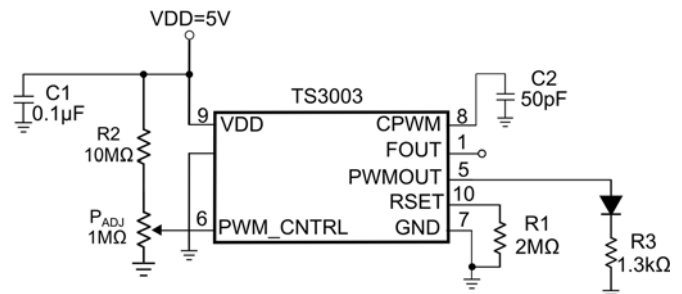 VDD=5V
C1
0.1µF
R2
10MΩ
PADJ
1MΩ
TS3003
9
VDD
6
PWM_CNTRL
CPWM
8
FOUT
1
PWMOUT
5
RSET
10
GND
7
C2
50pF
R1
2MΩ
R3
1.3kΩ